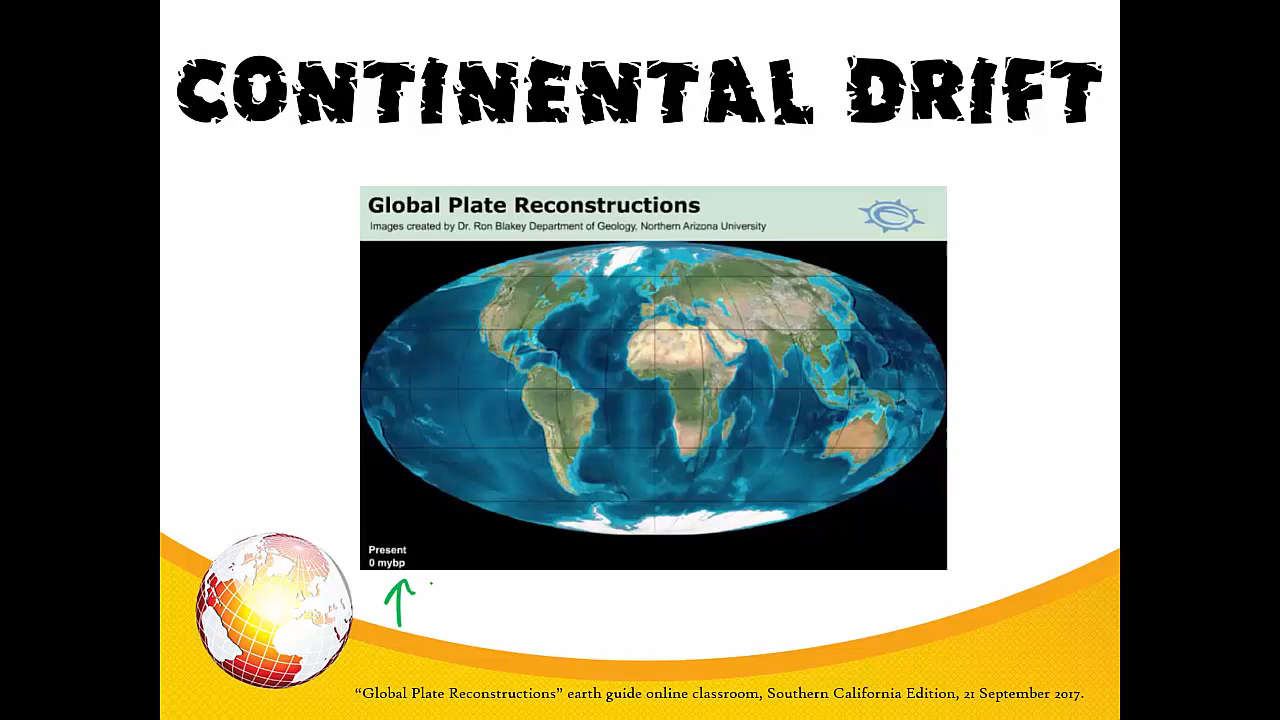 CONTINENTAL DRIFT
Global Plate Reconstructions
Images created by Dr. Ron Blakey Department of Geology, Northern Arizona University
Present
0 mybp
“Global Plate Reconstructions” earth guide online classroom, Southern California Edition, 21 September 2017.